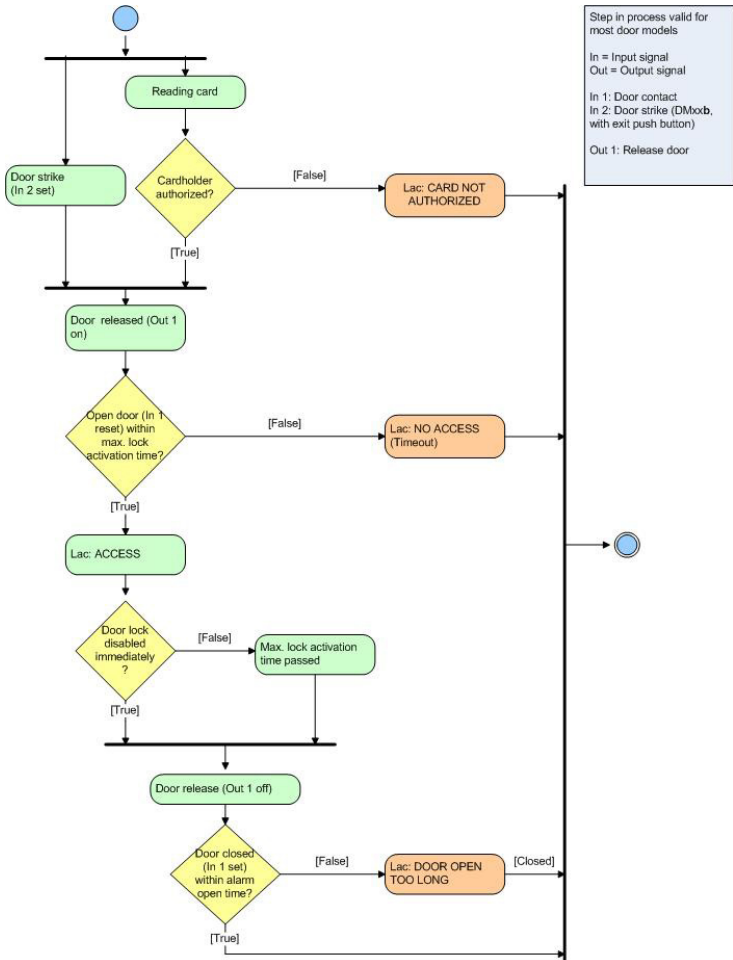 Step in process valid for
most door models
In = Input signal
Out = Output signal
In 1: Door contact
In 2: Door strike (DMxxb,
with exit push button)
Out 1: Release door
Reading card
Door strike
(In 2 set)
Cardholder
authorized?
[False]
Lac: CARD NOT
AUTHORIZED
[True]
Door released (Out 1
on)
Open door (In 1
reset) within
max. lock
activation time?
[False]
Lac: NO ACCESS
(Timeout)
[True]
Lac: ACCESS
Door lock
disabled
immediately
?
[False]
Max. lock activation
time passed
[True]
Door release (Out 1 off)
Door closed
(In 1 set)
within alarm
open time?
[False]
Lac: DOOR OPEN
TOO LONG
[Closed]
[True]